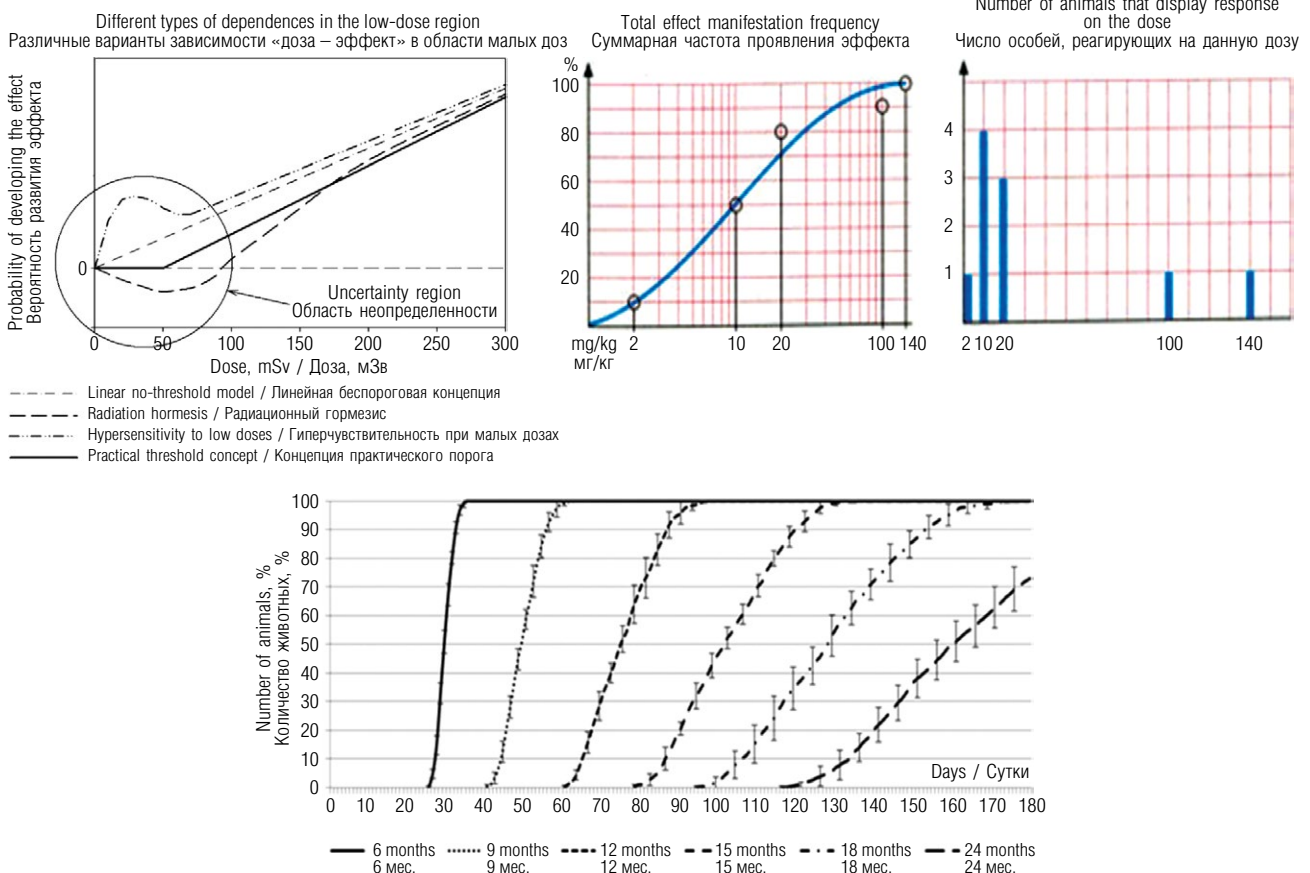 Different types of dependences in the low-dose region
Различные варианты зависимости «доза – эффект» в области малых доз
Probability of developing the effect
Вероятность развития эффекта
0
Uncertainty region
Область неопределенности
0 50 100 150 200 250 300
Dose, mSv / Доза, мЗв
Linear no-threshold model / Линейная беспороговая концепция
Radiation hormesis / Радиационный гормезис
Hypersensitivity to low doses / Гиперчувствительность при малых дозах
Practical threshold concept / Концепция практического порога
Total effect manifestation frequency
Суммарная частота проявления эффекта
%
100
80
60
40
20
mg/kg 2 10 20 100 140
мг/кг
Number of animals that display response
on the dose
Число особей, реагирующих на данную дозу
4
3
2
1
2 10 20 100 140
Number of animals, %
Количество животных, %
100
90
80
70
60
50
40
30
20
10
0
Days / Сутки
0 10 20 30 40 50 60 70 80 90 100 110 120 130 140 150 160 170 180
6 months 9 months 12 months 15 months 18 months 24 months
6 мес. 9 мес. 12 мес. 15 мес. 18 мес. 24 мес.